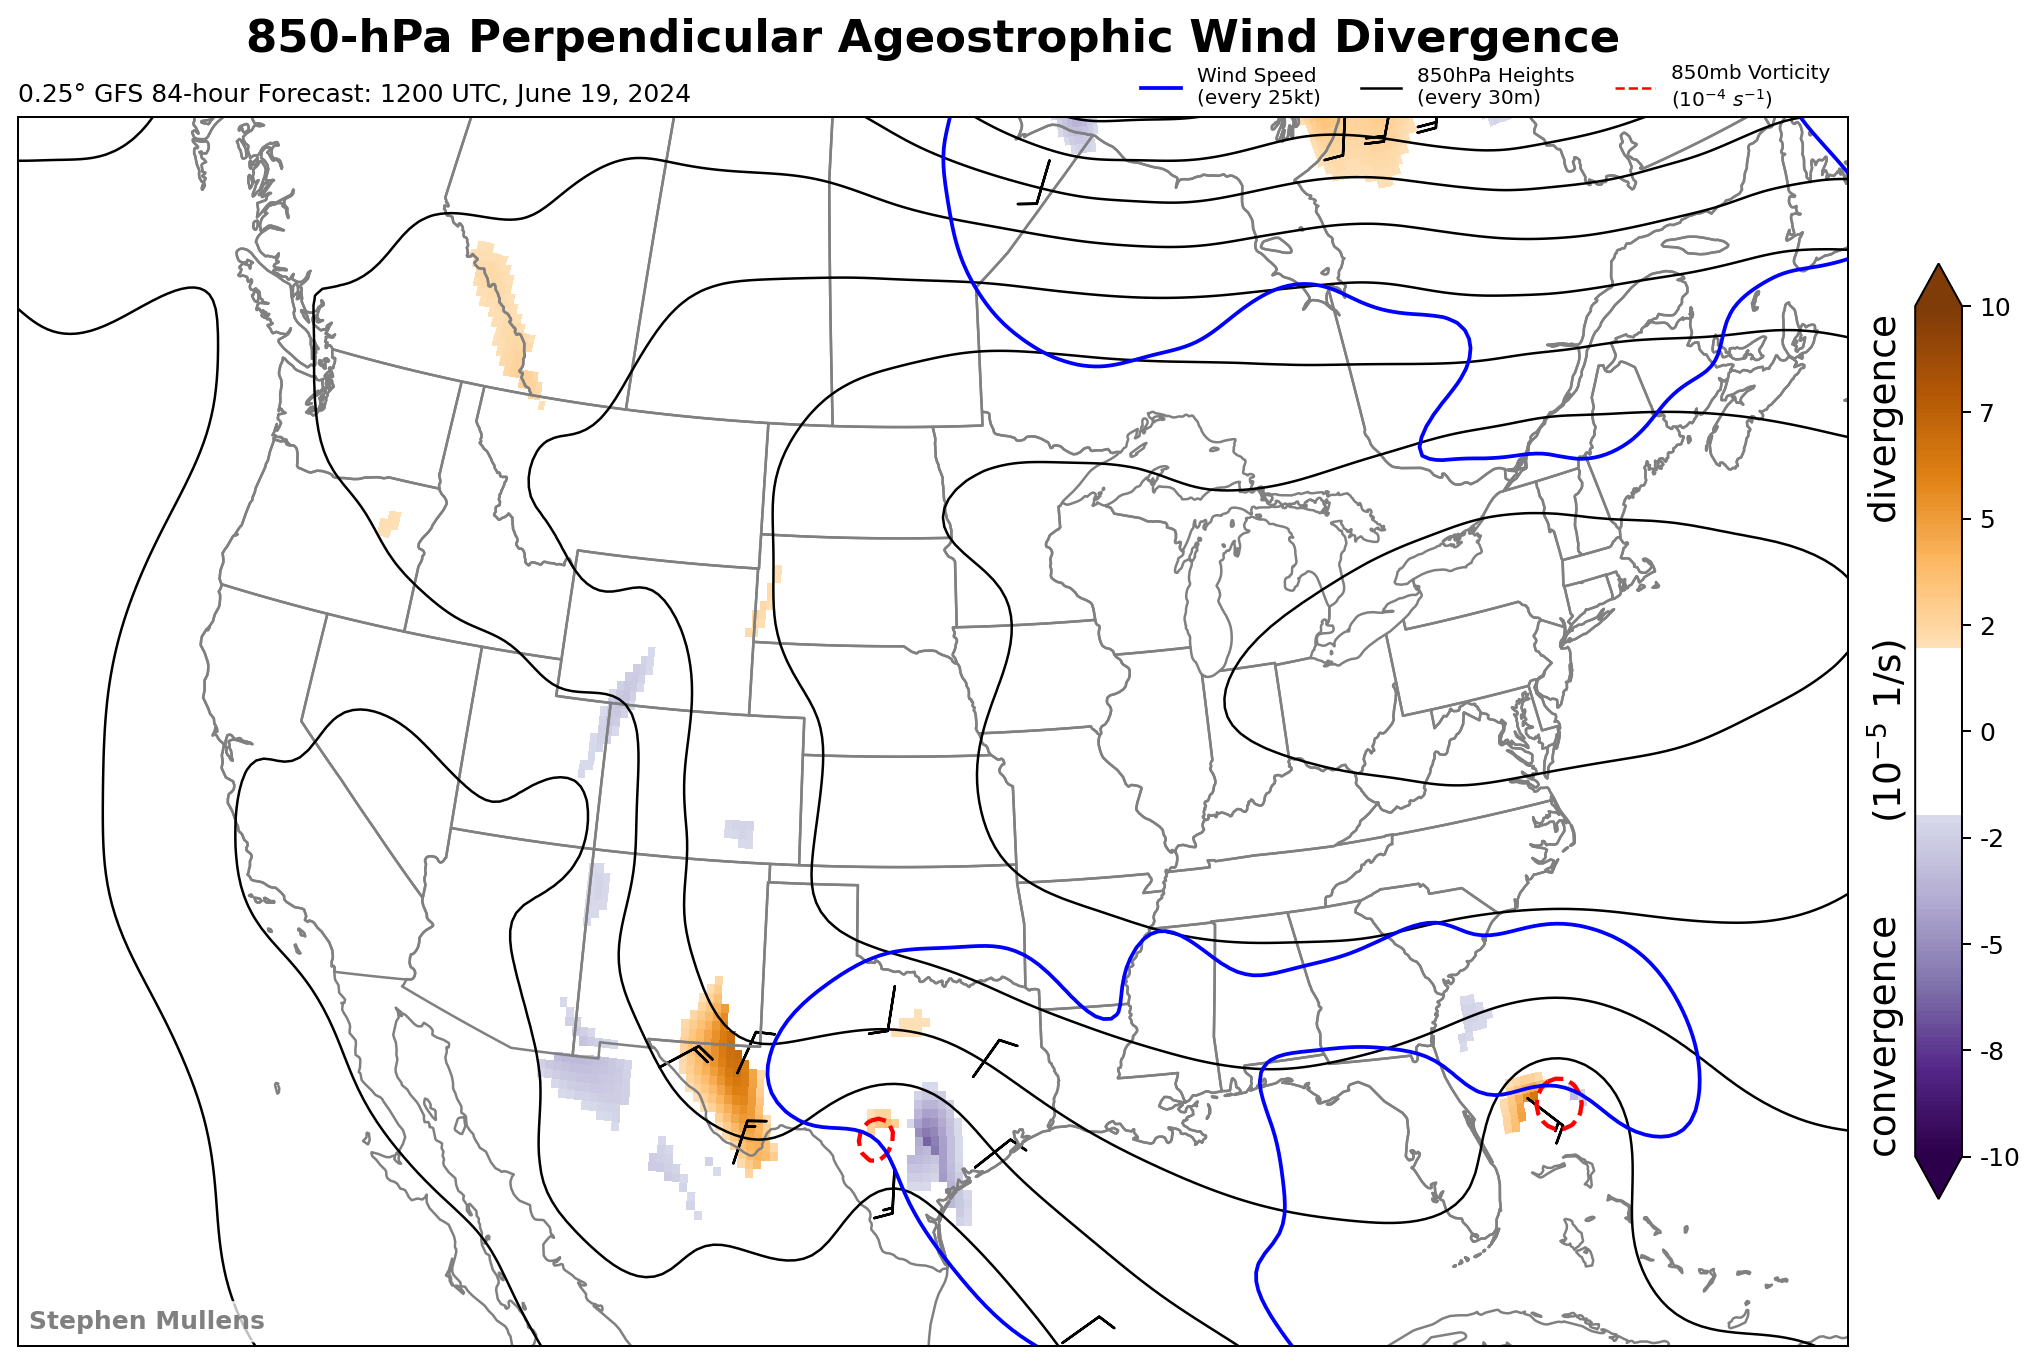 850-hPa Perpendicular Ageostrophic Wind Divergence
0.25° GFS 84-hour Forecast: 1200 UTC, June 19, 2024
Wind Speed
(every 25kt)
850hPa Heights
(every 30m)
850mb Vorticity
(10⁻⁴ s⁻¹)
10
7
5
2
0
-2
-5
-8
-10
convergence (10⁻⁵ 1/s) divergence
Stephen Mullens